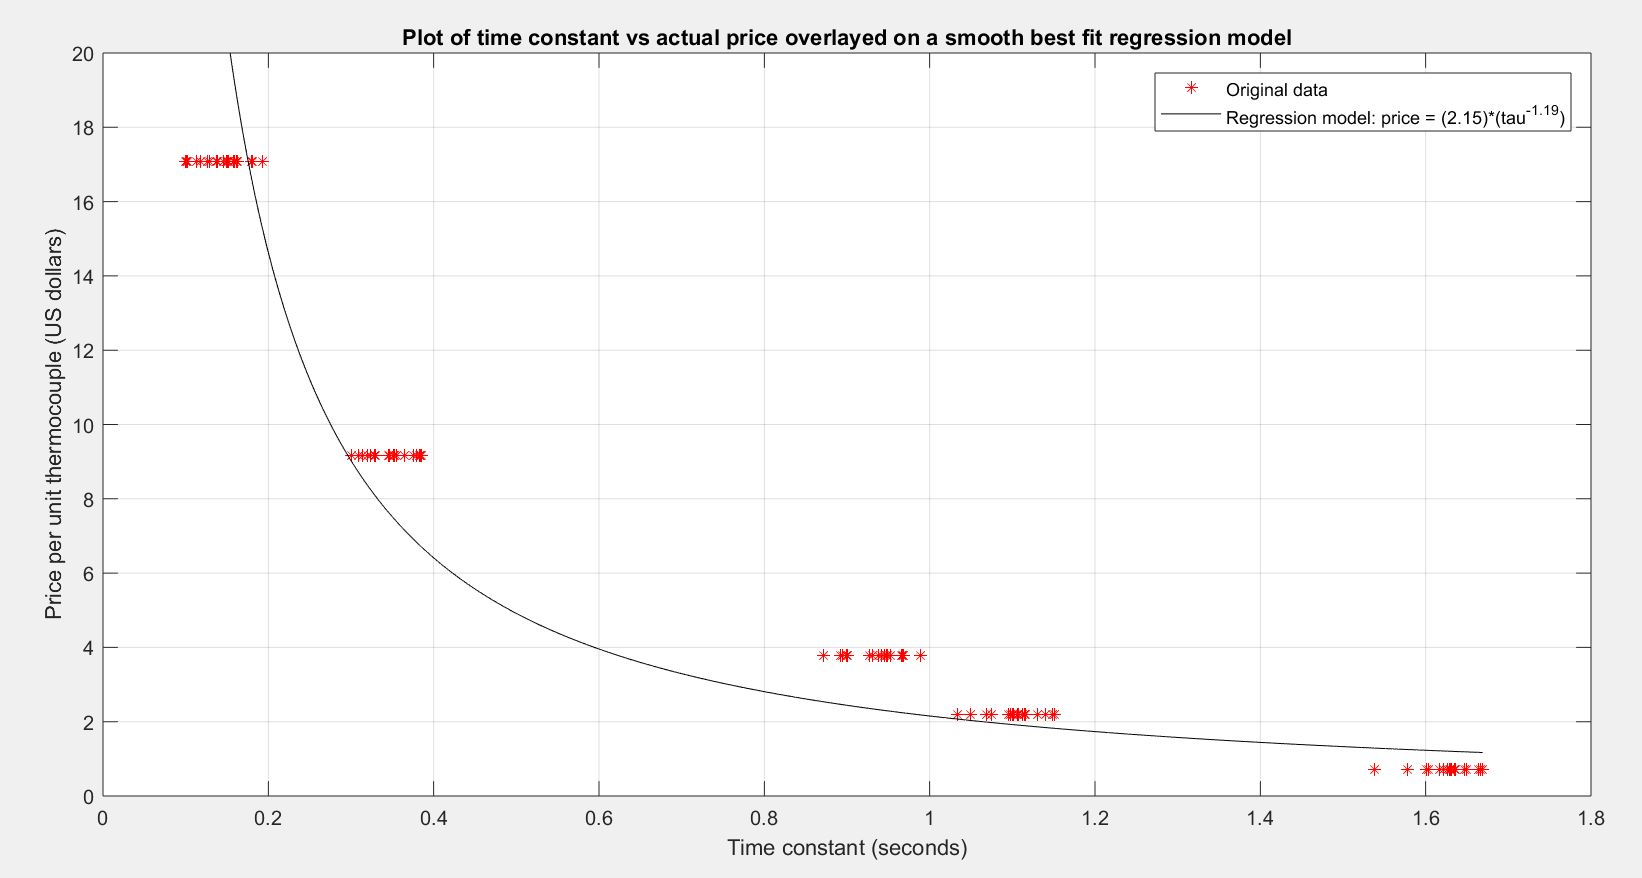 Plot of time constant vs actual price overlayed on a smooth best fit regression model
Original data
Regression model: price = (2.15)*(tau^-1.19)
Price per unit thermocouple (US dollars)
20
18
16
14
12
10
8
6
4
2
0
0 0.2 0.4 0.6 0.8 1 1.2 1.4 1.6 1.8
Time constant (seconds)